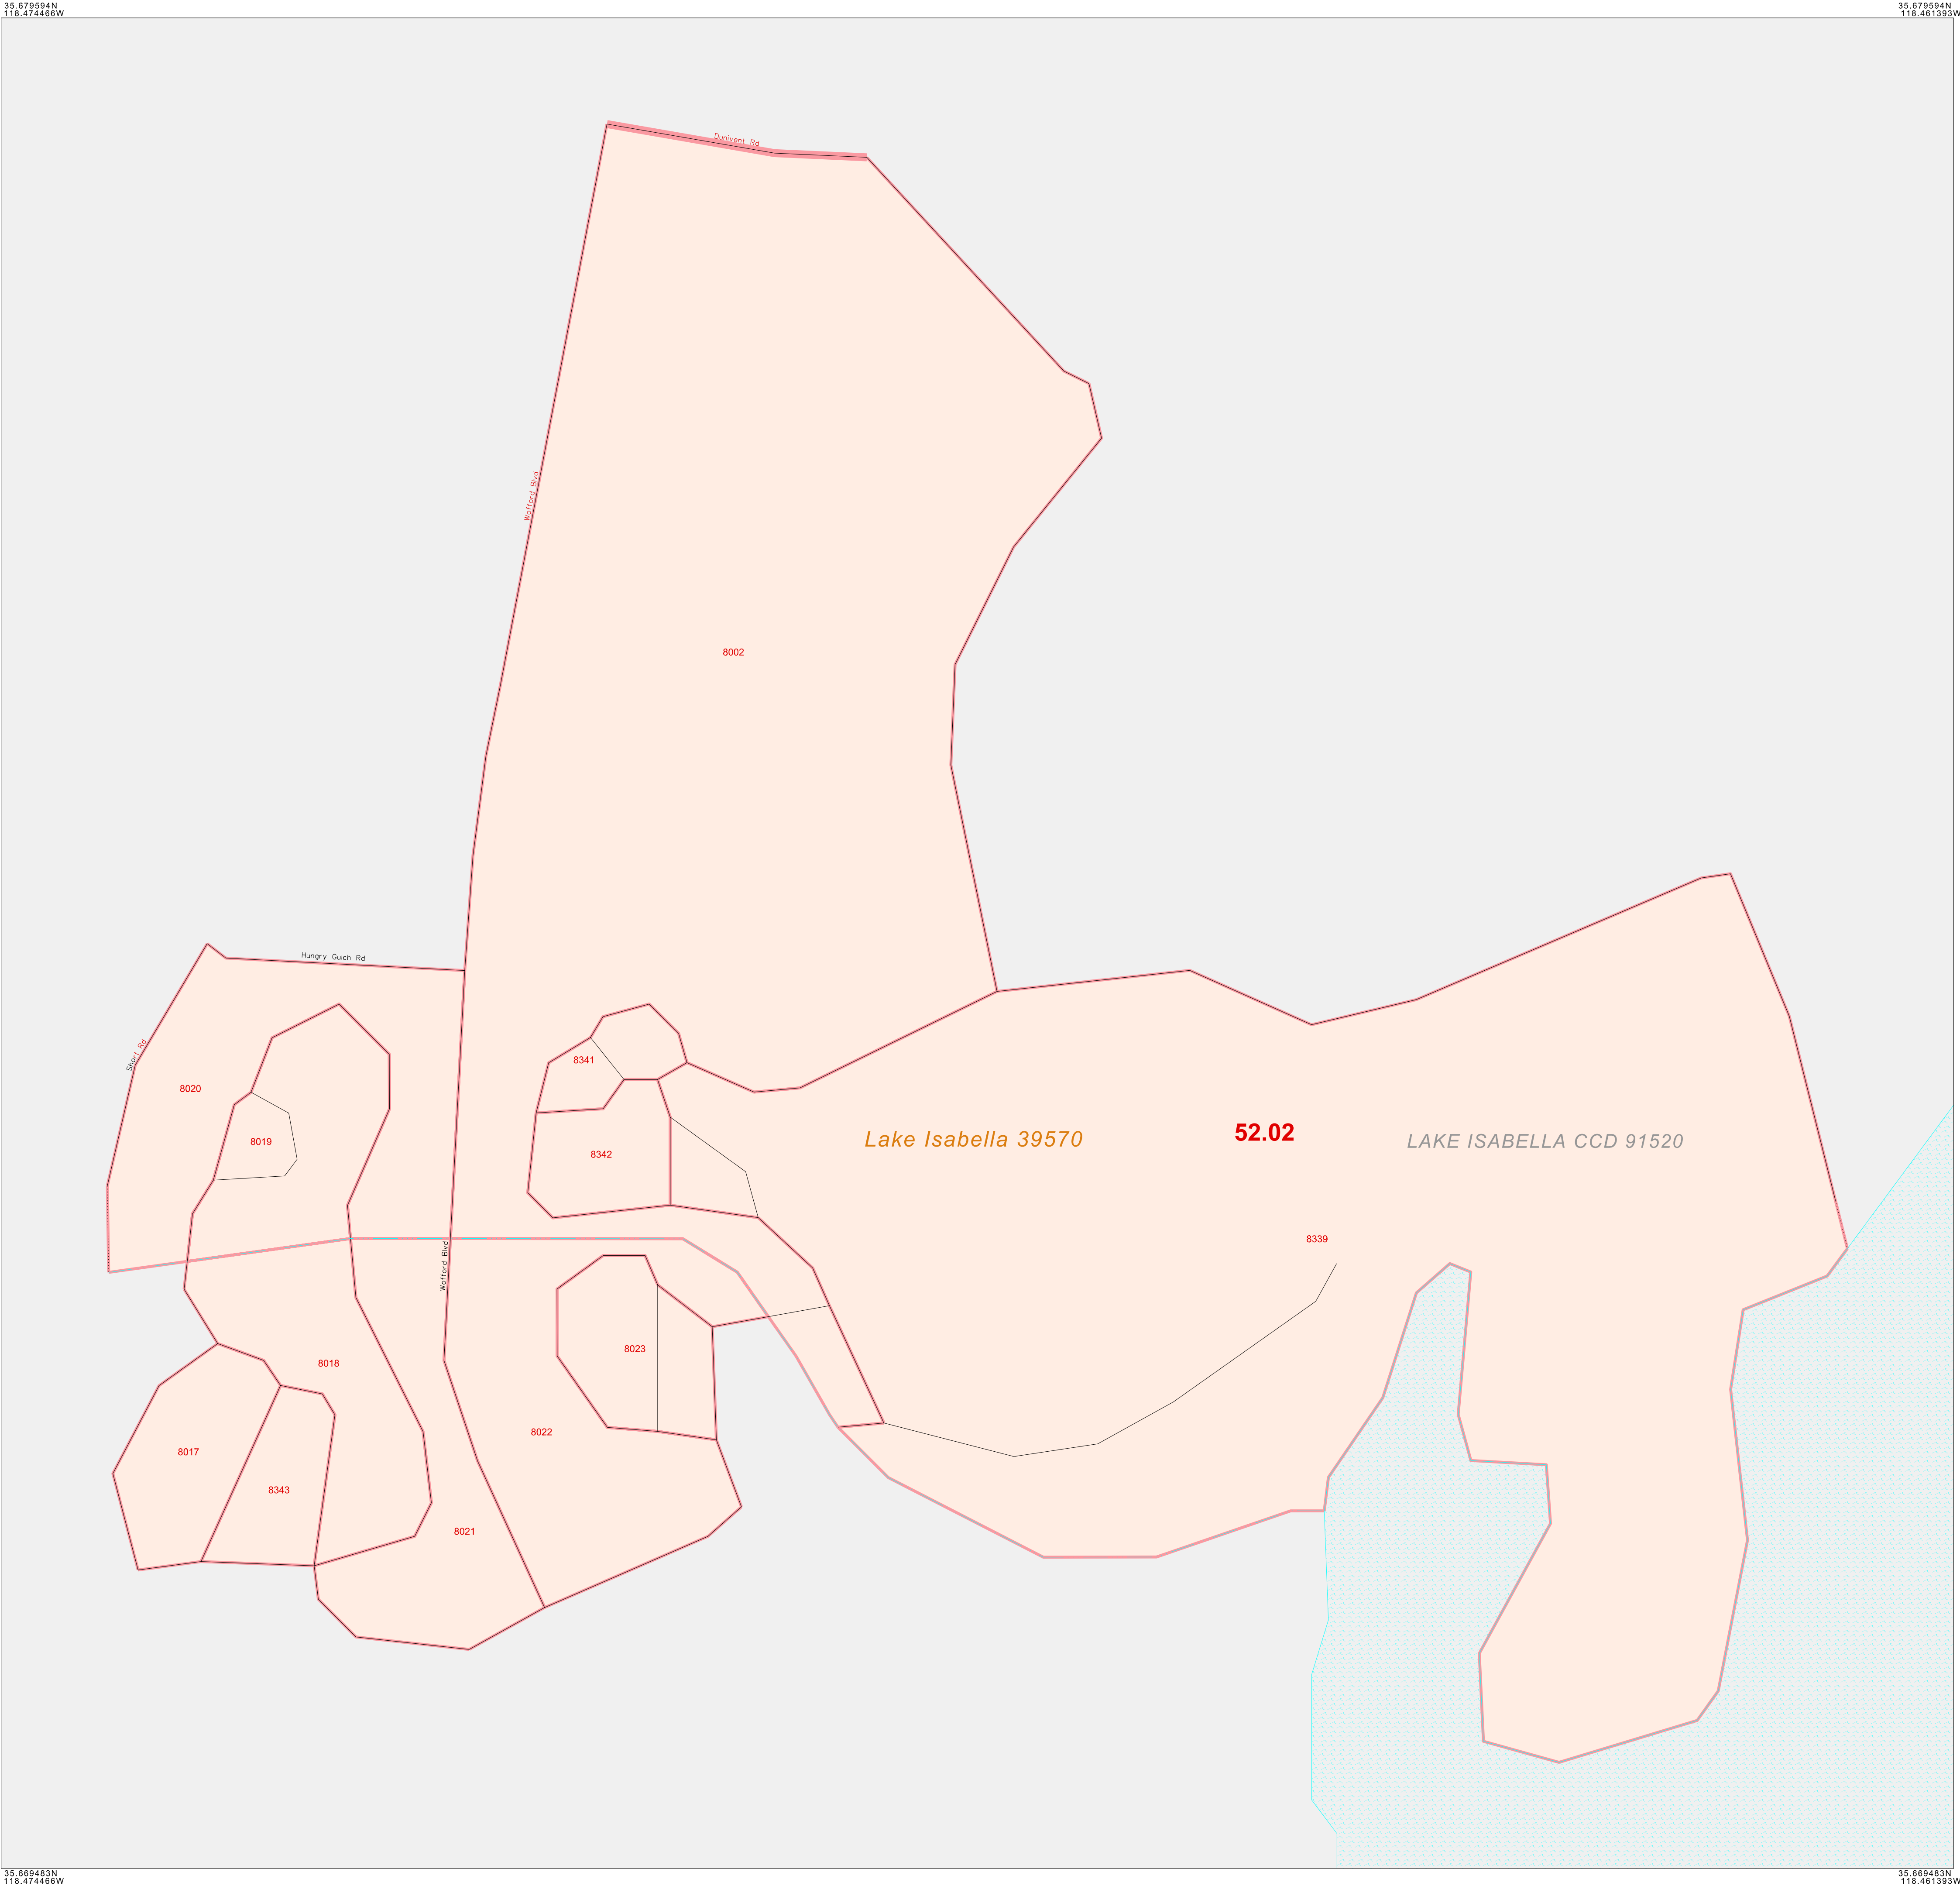 35.679594N
118.474466W
35.679594N
118.461393W
Dunivent Rd
Wofford Blvd
8002
Hungry Gulch Rd
Short Rd
8341
8020
Lake Isabella 39570
52.02
LAKE ISABELLA CCD 91520
8019
8342
8339
Wofford Blvd
8023
8018
8022
8017
8343
8021
35.669483N
118.474466W
35.669483N
118.461393W